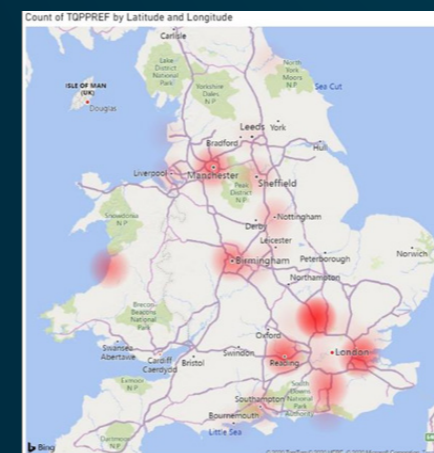 Count of TQPPREF by Latitude and Longitude
Carlisle
Lake
District
National
Park
North
York
Moors
N.P
ISLE OF MAN
(UK)
Douglas
Yorkshire
Dales
N.P
Sea Cut
Leeds
York
Bradford
Hull
Liverpool
Manchester
Peak
District
N.P
Sheffield
Snowdonia
N.P
Nottingham
Derby
Leicester
Norwich
Birmingham
Peterborough
Northampton
Brecon
Beacons
National
Park
Oxford
Swansea
Abertawe
Cardiff
Caerdydd
Bristol
Swindon
Reading
London
Exmoor
N.P
Southampton
South
Downs
National
Park
Authority
Bournemouth
Little Sea
Dartmoor
N.P
Bing